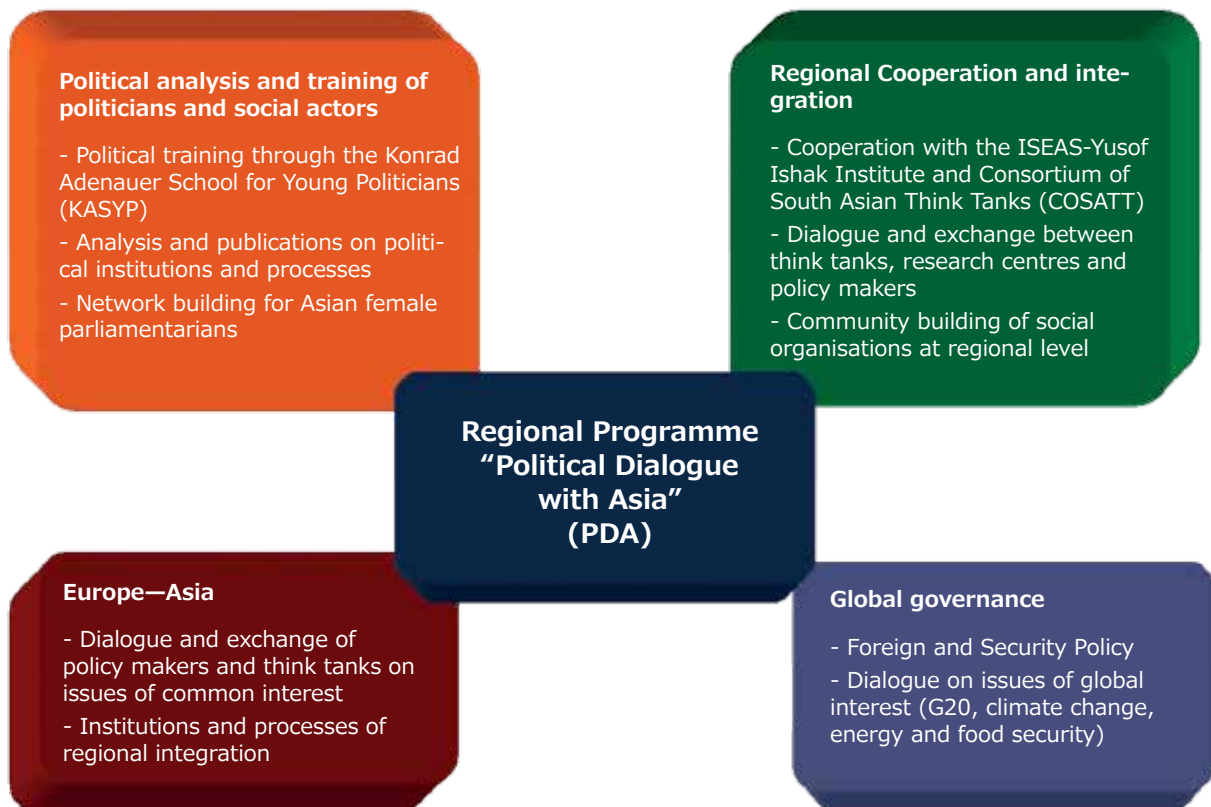 Political analysis and training of
politicians and social actors
- Political training through the Konrad
Adenauer School for Young Politicians
(KASYP)
- Analysis and publications on politi-
cal institutions and processes
- Network building for Asian female
parliamentarians
Regional Cooperation and inte-
gration
- Cooperation with the ISEAS-Yusof
Ishak Institute and Consortium of
South Asian Think Tanks (COSATT)
- Dialogue and exchange between
think tanks, research centres and
policy makers
- Community building of social
organisations at regional level
Regional Programme
“Political Dialogue
with Asia”
(PDA)
Europe—Asia
- Dialogue and exchange of
policy makers and think tanks on
issues of common interest
- Institutions and processes of
regional integration
Global governance
- Foreign and Security Policy
- Dialogue on issues of global
interest (G20, climate change,
energy and food security)